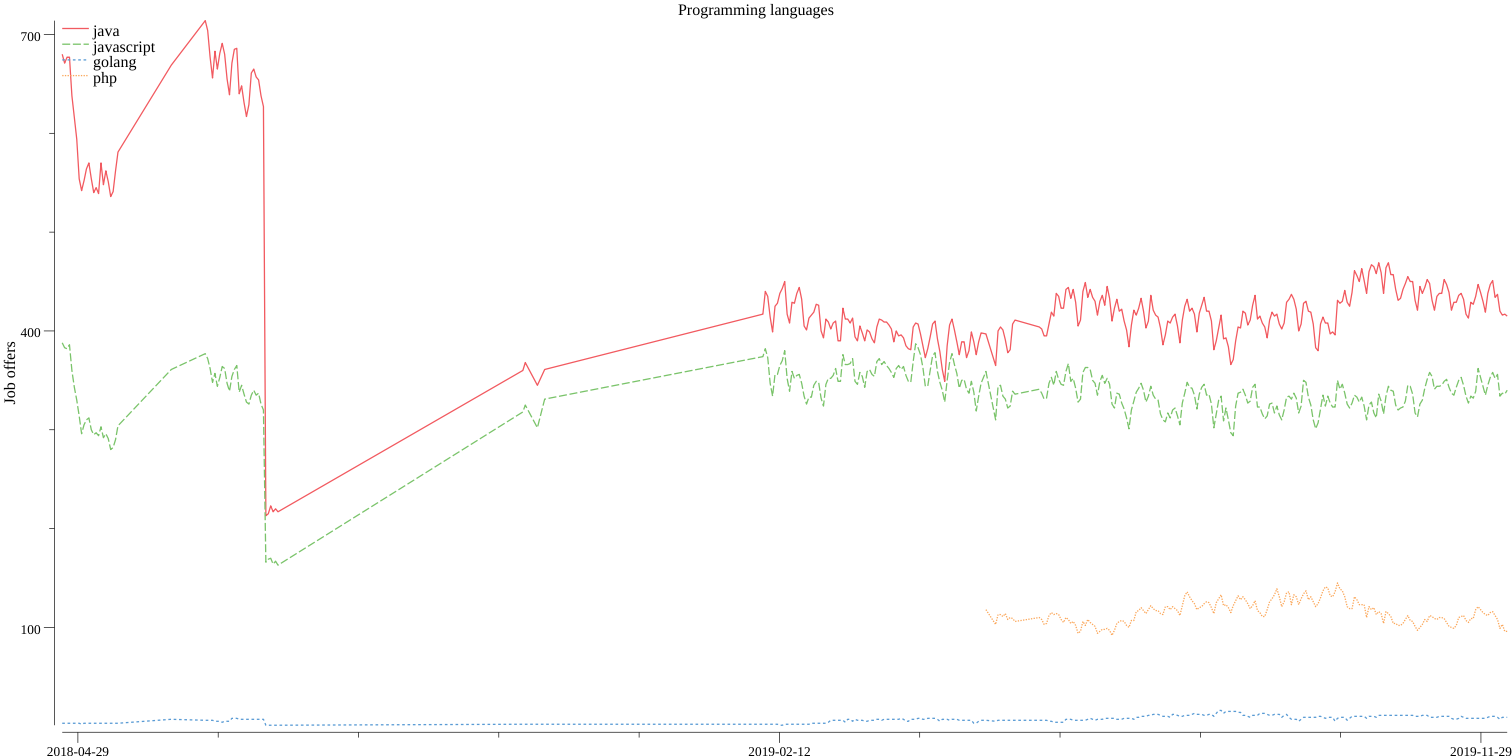 Programming languages
700
java
javascript
golang
php
400
Job offers
100
2018-04-29
2019-02-12
2019-11-29